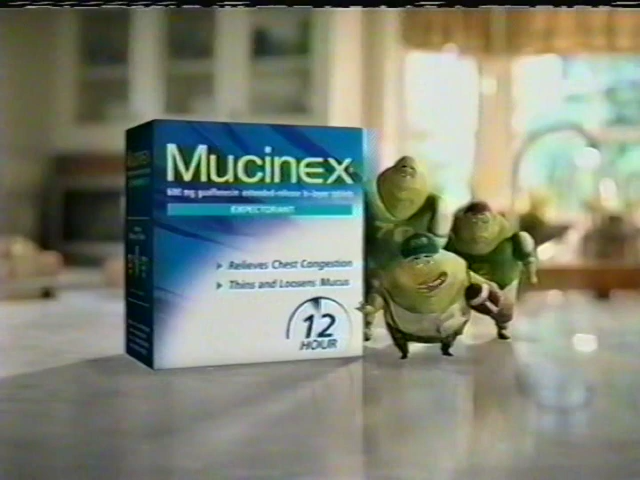 Mucinex
600 mg guaifenesin extended-release bi-layer tablets
EXPECTORANT
Relieves Chest Congestion
Thins and Loosens Mucus
12
HOUR
Mucinex